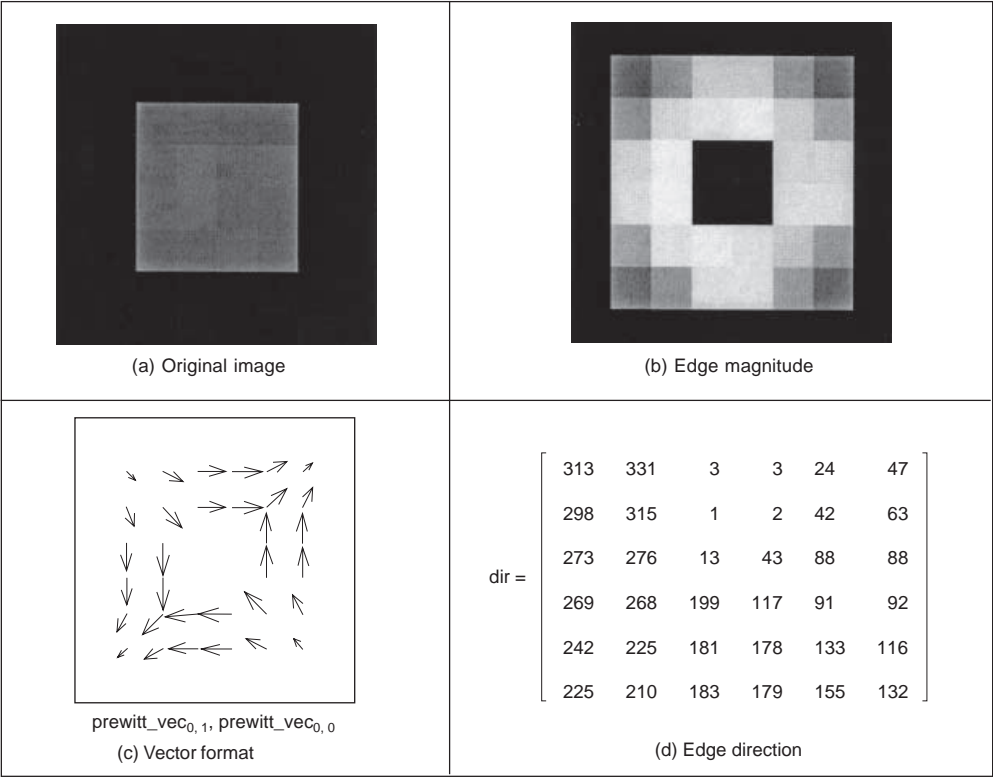 (a) Original image
(b) Edge magnitude
prewitt_vec0, 1, prewitt_vec0, 0
(c) Vector format
dir =
313 331 3 3 24 47
298 315 1 2 42 63
273 276 13 43 88 88
269 268 199 117 91 92
242 225 181 178 133 116
225 210 183 179 155 132
(d) Edge direction